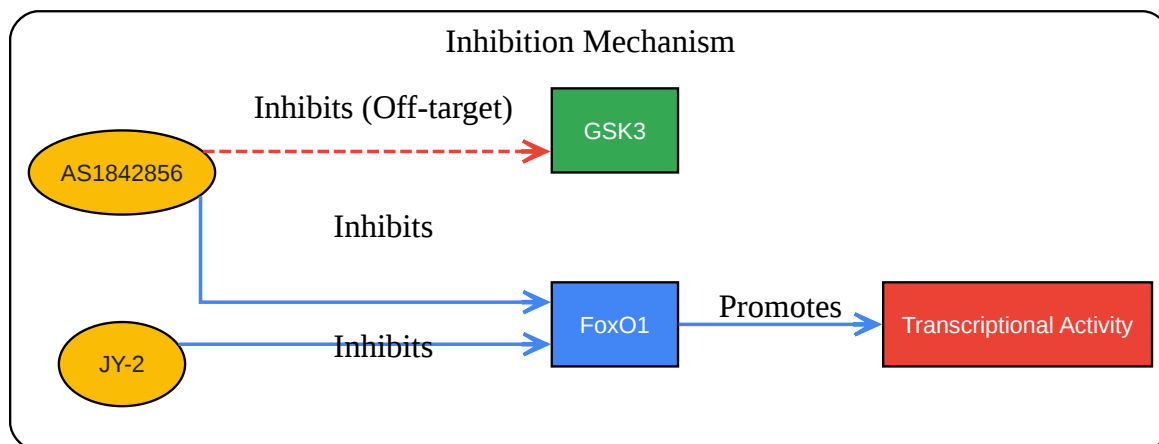 Inhibition Mechanism
Inhibits (Off-target)
GSK3
AS1842856
Inhibits
FoxO1
Promotes
Transcriptional Activity
Inhibits
JY-2